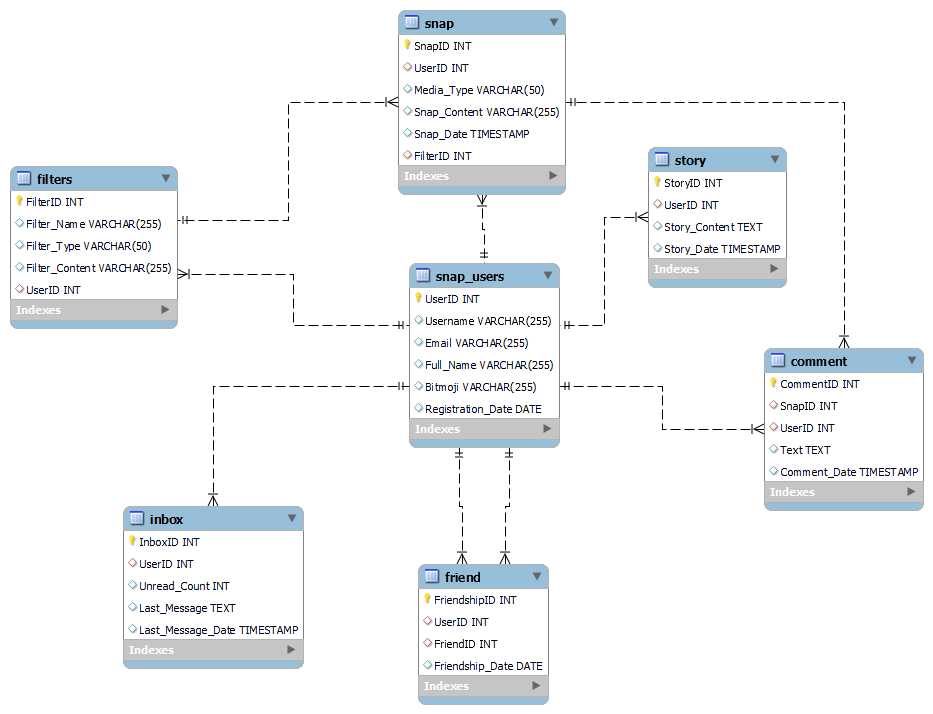 snap
SnapID INT
UserID INT
Media_Type VARCHAR(50)
Snap_Content VARCHAR(255)
Snap_Date TIMESTAMP
FilterID INT
Indexes
filters
FilterID INT
Filter_Name VARCHAR(255)
Filter_Type VARCHAR(50)
Filter_Content VARCHAR(255)
UserID INT
Indexes
story
StoryID INT
UserID INT
Story_Content TEXT
Story_Date TIMESTAMP
Indexes
snap_users
UserID INT
Username VARCHAR(255)
Email VARCHAR(255)
Full_Name VARCHAR(255)
Bitmoji VARCHAR(255)
Registration_Date DATE
Indexes
comment
CommentID INT
SnapID INT
UserID INT
Text TEXT
Comment_Date TIMESTAMP
Indexes
inbox
InboxID INT
UserID INT
Unread_Count INT
Last_Message TEXT
Last_Message_Date TIMESTAMP
Indexes
friend
FriendshipID INT
UserID INT
FriendID INT
Friendship_Date DATE
Indexes